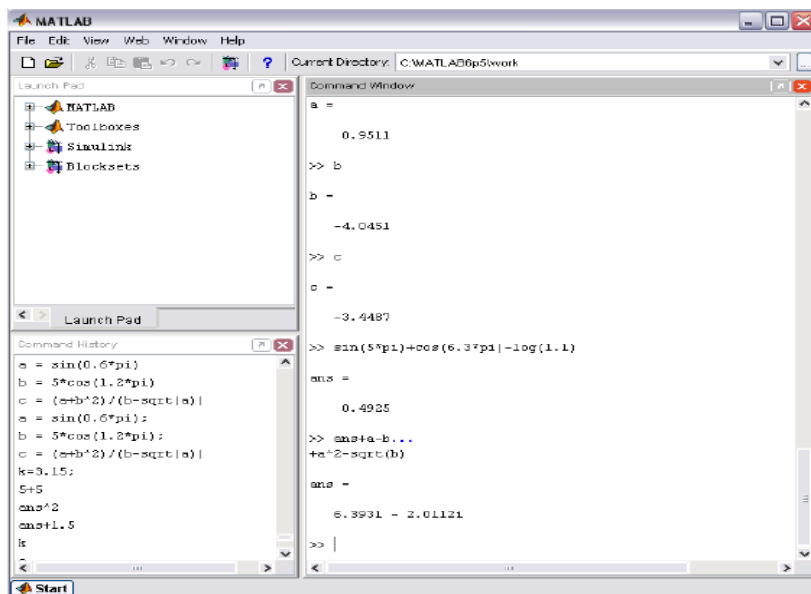 MATLAB
File Edit View Web Window Help
? Current Directory: C:\MATLAB6p5\work ...
Launch Pad
MATLAB
Toolboxes
Simulink
Blocksets
Launch Pad
Command History
a = sin(0.6*pi)
b = 5*cos(1.2*pi)
c = (a+b^2)/(b-sqrt(a))
a = sin(0.6*pi);
b = 5*cos(1.2*pi);
c = (a+b^2)/(b-sqrt(a))
k=3.15;
5+5
ans^2
ans+1.5
k
Command Window
a =
0.9511
>> b
b =
-4.0451
>> c
c =
-3.4487
>> sin(5*pi)+cos(6.3*pi)-log(1.1)
ans =
0.4925
>> ans+a-b...
+a^2-sqrt(b)
ans =
6.3931 - 2.0112i
>>
Start